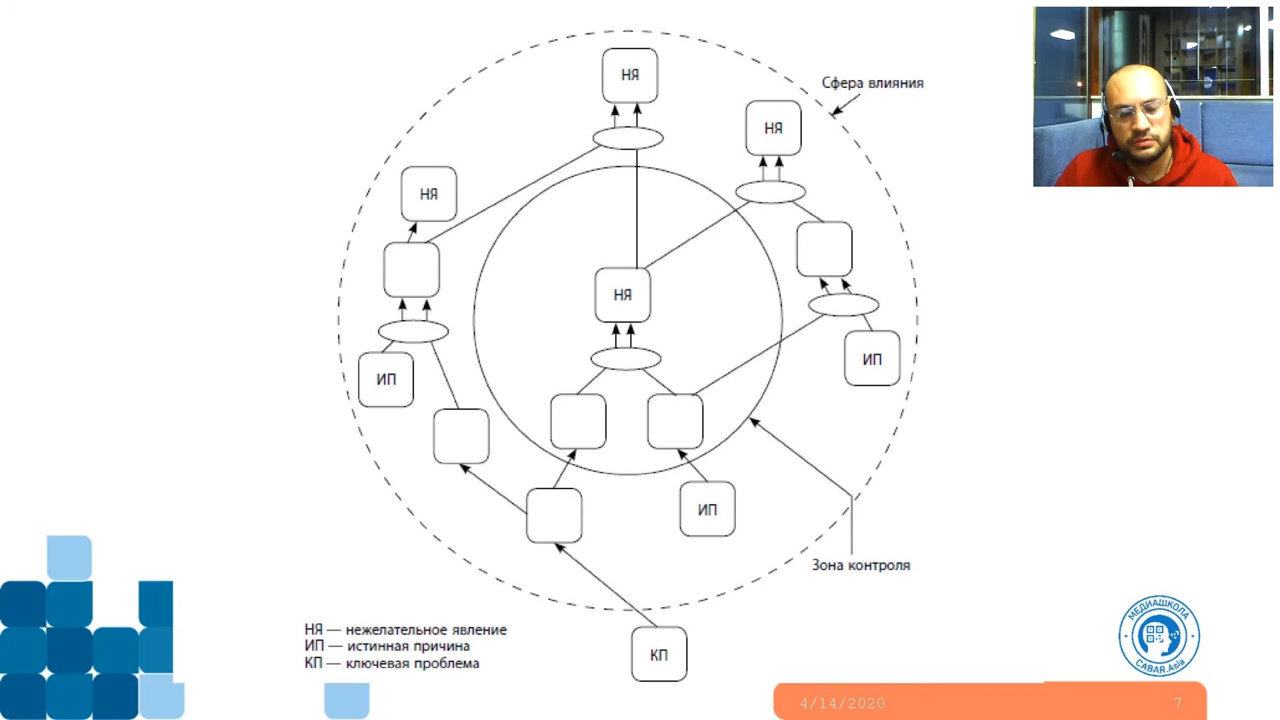 НЯ
Сфера влияния
НЯ
НЯ
НЯ
ИП
ИП
ИП
Зона контроля
НЯ — нежелательное явление
ИП — истинная причина
КП — ключевая проблема
КП
МЕДИАШКОЛА
CABAR.Asia
4/14/2020
7